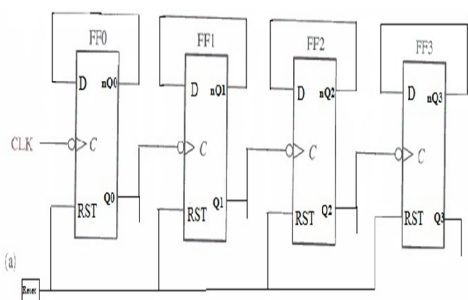 FF0 FF1 FF2 FF3
D nQ0 D nQ1 D nQ2 D nQ3
CLK C C C C
RST Q0 RST Q1 RST Q2 RST Q3
(a)
Reset